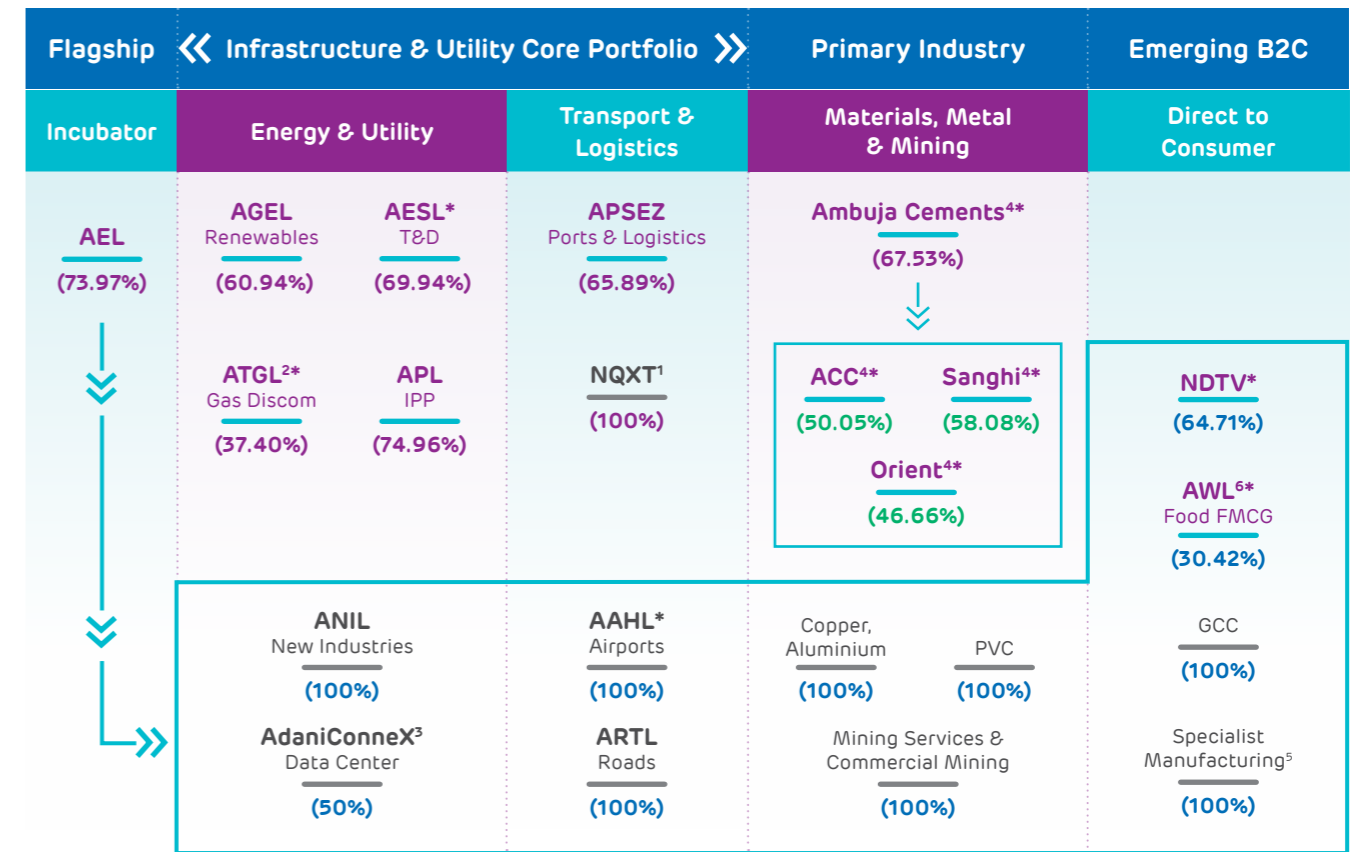 Flagship
Infrastructure & Utility Core Portfolio
Primary Industry
Emerging B2C
Incubator
Energy & Utility
Transport &
Logistics
Materials, Metal
& Mining
Direct to
Consumer
AEL
(73.97%)
AGEL
Renewables
(60.94%)
AESL*
T&D
(69.94%)
APSEZ
Ports & Logistics
(65.89%)
Ambuja Cements⁴*
(67.53%)
ATGL²*
Gas Discom
(37.40%)
APL
IPP
(74.96%)
NQXT¹
(100%)
ACC⁴*
(50.05%)
Sanghi⁴*
(58.08%)
Orient⁴*
(46.66%)
NDTV*
(64.71%)
AWL⁶*
Food FMCG
(30.42%)
ANIL
New Industries
(100%)
AAHL*
Airports
(100%)
Copper,
Aluminium
(100%)
PVC
(100%)
GCC
(100%)
AdaniConneX³
Data Center
(50%)
ARTL
Roads
(100%)
Mining Services &
Commercial Mining
(100%)
Specialist
Manufacturing⁵
(100%)